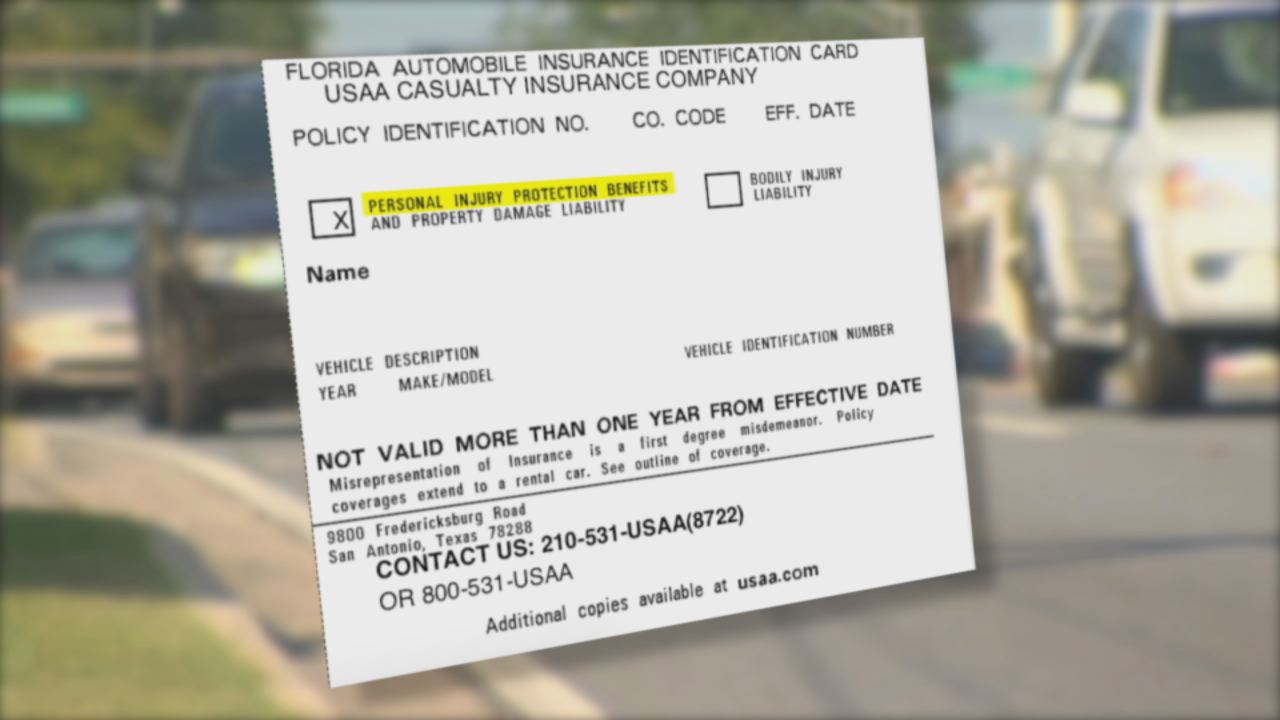 FLORIDA AUTOMOBILE INSURANCE IDENTIFICATION CARD
USAA CASUALTY INSURANCE COMPANY
POLICY IDENTIFICATION NO. CO. CODE EFF. DATE
X PERSONAL INJURY PROTECTION BENEFITS
AND PROPERTY DAMAGE LIABILITY
BODILY INJURY
LIABILITY
Name
VEHICLE DESCRIPTION VEHICLE IDENTIFICATION NUMBER
YEAR MAKE/MODEL
NOT VALID MORE THAN ONE YEAR FROM EFFECTIVE DATE
Misrepresentation of Insurance is a first degree misdemeanor. Policy
coverages extend to a rental car. See outline of coverage.
9800 Fredericksburg Road
San Antonio, Texas 78288
CONTACT US: 210-531-USAA(8722)
OR 800-531-USAA
Additional copies available at usaa.com